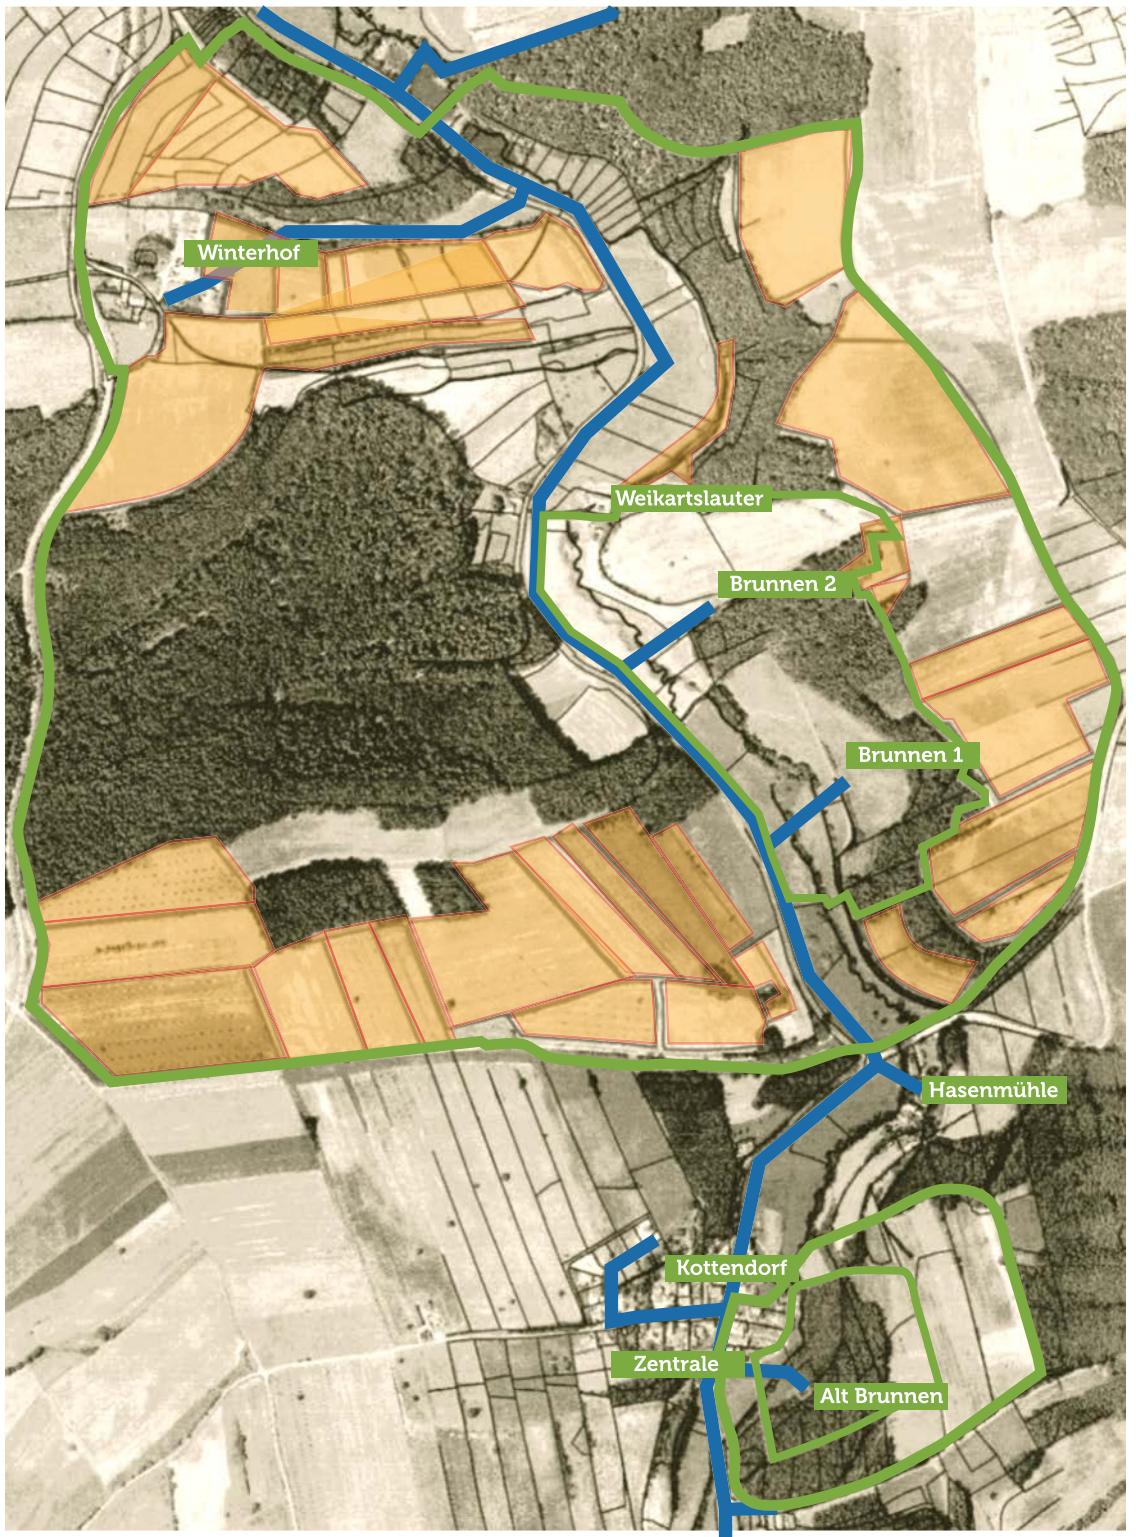 Winterhof
Weikartslauter
Brunnen 2
Brunnen 1
Hasenmühle
Kottendorf
Zentrale
Alt Brunnen